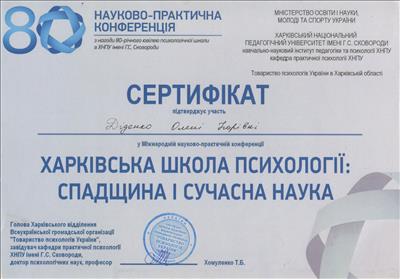 80 НАУКОВО-ПРАКТИЧНА
КОНФЕРЕНЦІЯ
з нагоди 80-річного ювілею психологічної школи
в ХНПУ імені Г.С. Сковороди
МІНІСТЕРСТВО ОСВІТИ І НАУКИ,
МОЛОДІ ТА СПОРТУ УКРАЇНИ
ХАРКІВСЬКИЙ НАЦІОНАЛЬНИЙ
ПЕДАГОГІЧНИЙ УНІВЕРСИТЕТ ІМЕНІ Г.С. СКОВОРОДИ
навчально-науковий інститут педагогіки та психології ХНПУ
кафедра практичної психології ХНПУ
Товариство психологів України в Харківській області
СЕРТИФІКАТ
підтверджує участь
Діденко Олені Ігорівні
у Міжнародній науково-практичній конференції
ХАРКІВСЬКА ШКОЛА ПСИХОЛОГІЇ:
СПАДЩИНА І СУЧАСНА НАУКА
Голова Харківського відділення
Всеукраїнської громадської організації
"Товариство психологів України",
завідувач кафедри практичної психології
ХНПУ імені Г.С. Сковороди,
доктор психологічних наук, професор
Хомуленко Т.Б.